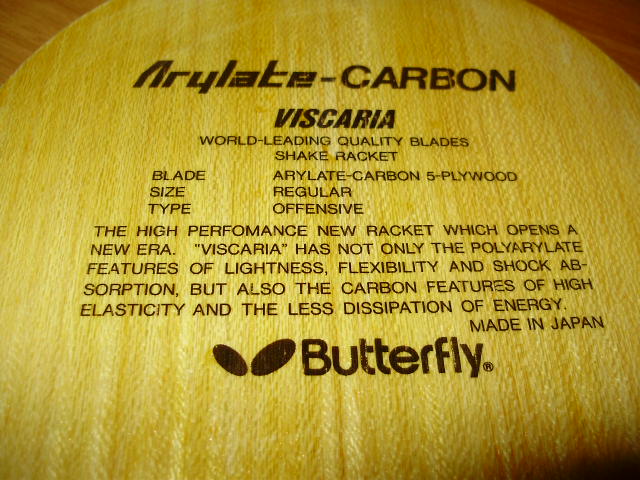 Arylate-CARBON
VISCARIA
WORLD-LEADING QUALITY BLADES
SHAKE RACKET
BLADE ARYLATE-CARBON 5-PLYWOOD
SIZE REGULAR
TYPE OFFENSIVE
THE HIGH PERFOMANCE NEW RACKET WHICH OPENS A
NEW ERA. "VISCARIA" HAS NOT ONLY THE POLYARYLATE
FEATURES OF LIGHTNESS, FLEXIBILITY AND SHOCK AB-
SORPTION, BUT ALSO THE CARBON FEATURES OF HIGH
ELASTICITY AND THE LESS DISSIPATION OF ENERGY.
MADE IN JAPAN
Butterfly®